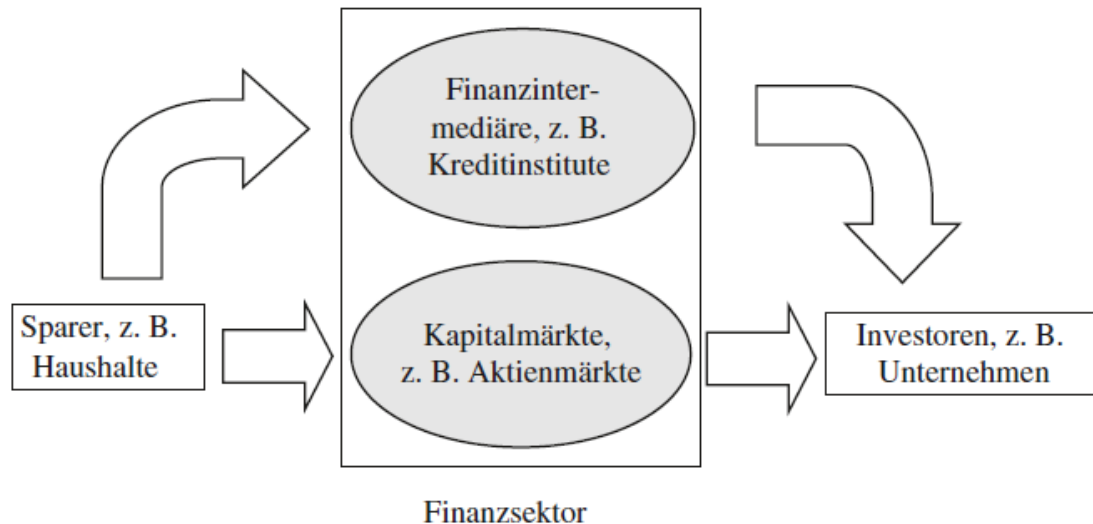 Finanzinter-
mediäre, z. B.
Kreditinstitute
Sparer, z. B.
Haushalte
Kapitalmärkte,
z. B. Aktienmärkte
Investoren, z. B.
Unternehmen
Finanzsektor